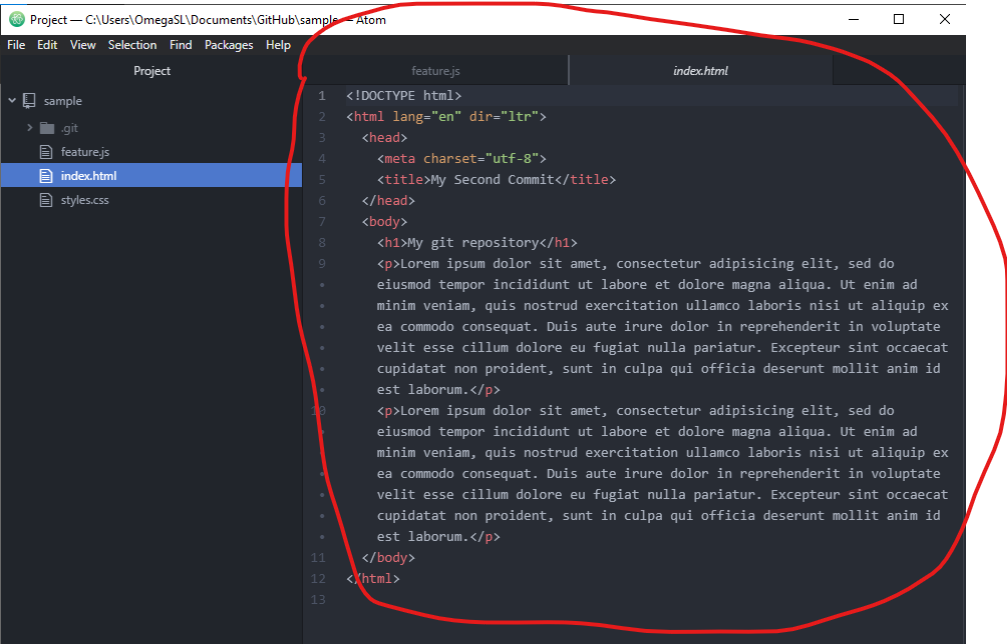 Project — C:\Users\OmegaSL\Documents\GitHub\sample — Atom
File Edit View Selection Find Packages Help
Project
sample
.git
feature.js
index.html
styles.css
feature.js index.html
1 <!DOCTYPE html>
2 <html lang="en" dir="ltr">
3 <head>
4 <meta charset="utf-8">
5 <title>My Second Commit</title>
6 </head>
7 <body>
8 <h1>My git repository</h1>
9 <p>Lorem ipsum dolor sit amet, consectetur adipisicing elit, sed do
• eiusmod tempor incididunt ut labore et dolore magna aliqua. Ut enim ad
• minim veniam, quis nostrud exercitation ullamco laboris nisi ut aliquip ex
• ea commodo consequat. Duis aute irure dolor in reprehenderit in voluptate
• velit esse cillum dolore eu fugiat nulla pariatur. Excepteur sint occaecat
• cupidatat non proident, sunt in culpa qui officia deserunt mollit anim id
• est laborum.</p>
10 <p>Lorem ipsum dolor sit amet, consectetur adipisicing elit, sed do
• eiusmod tempor incididunt ut labore et dolore magna aliqua. Ut enim ad
• minim veniam, quis nostrud exercitation ullamco laboris nisi ut aliquip ex
• ea commodo consequat. Duis aute irure dolor in reprehenderit in voluptate
• velit esse cillum dolore eu fugiat nulla pariatur. Excepteur sint occaecat
• cupidatat non proident, sunt in culpa qui officia deserunt mollit anim id
• est laborum.</p>
11 </body>
12 </html>
13